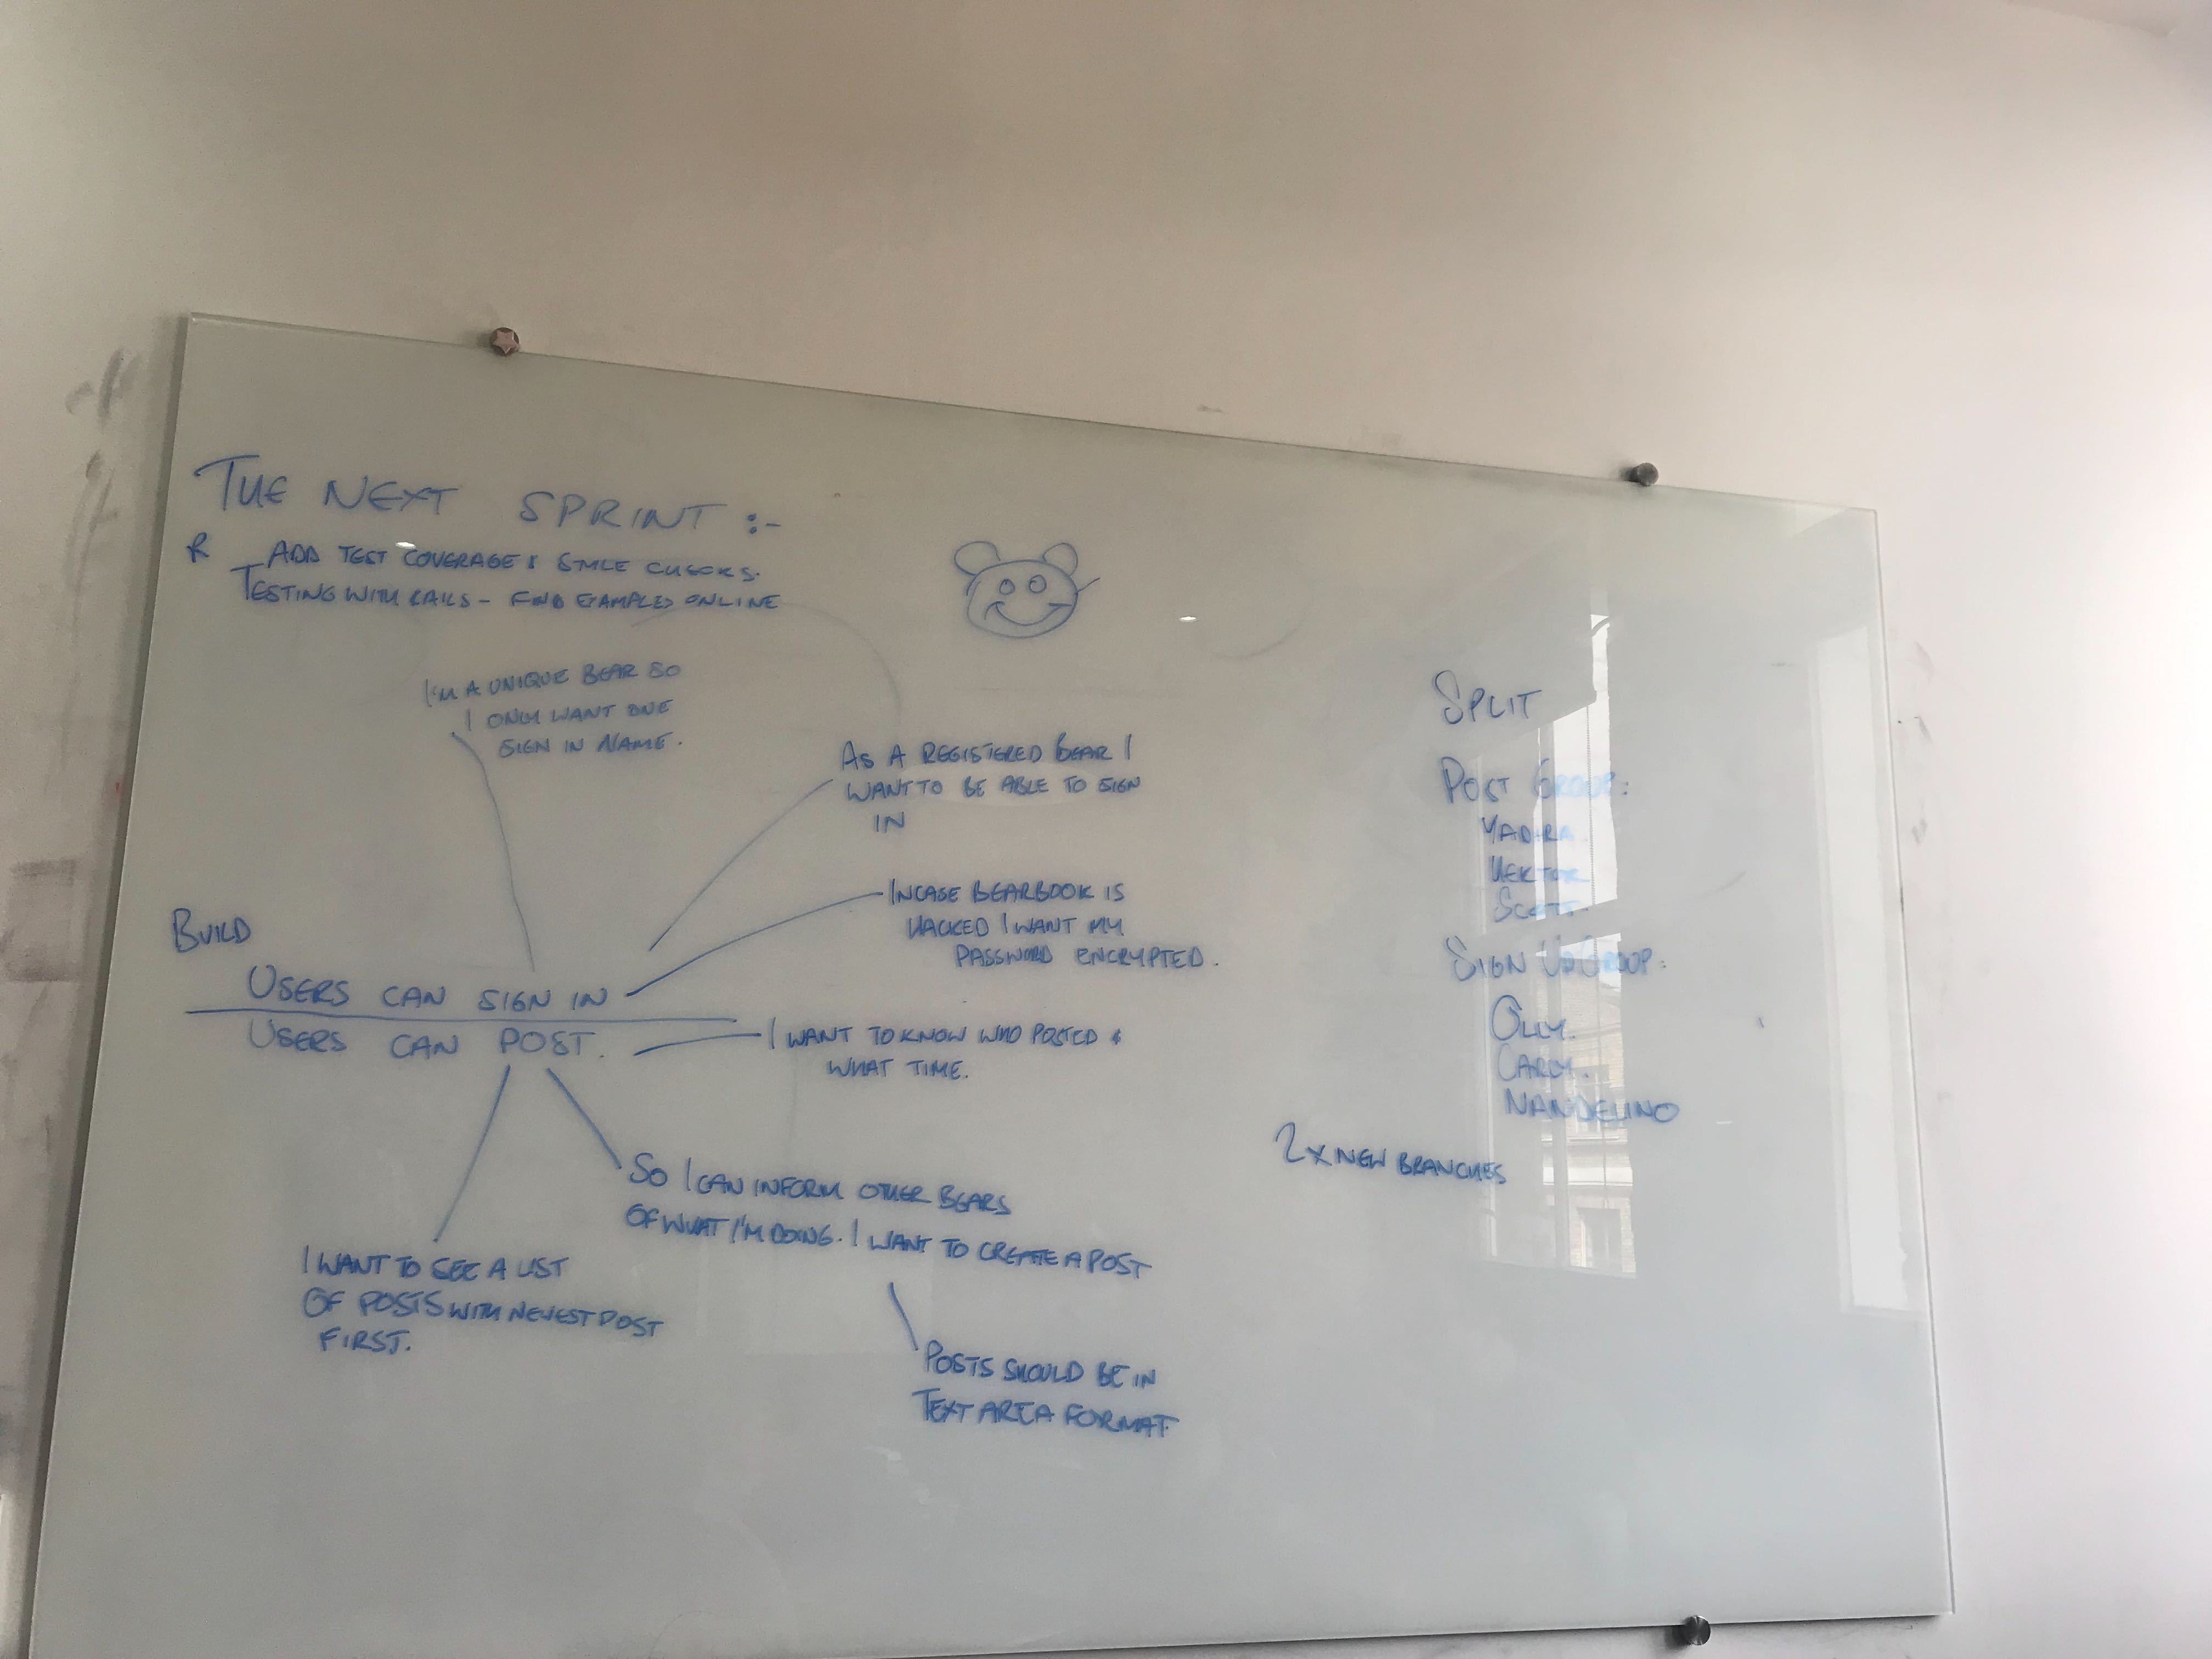 THE NEXT SPRINT :-
ADD TEST COVERAGE & STYLE CHECKS.
TESTING WITH RAILS - FIND EXAMPLES ONLINE
I'M A UNIQUE BEAR SO
I ONLY WANT ONE
SIGN IN NAME.
AS A REGISTERED BEAR I
WANT TO BE ABLE TO SIGN
IN
INCASE BEARBOOK IS
HACKED I WANT MY
PASSWORD ENCRYPTED.
BUILD
USERS CAN SIGN IN
USERS CAN POST.
I WANT TO KNOW WHO POSTED &
WHAT TIME.
SO I CAN INFORM OTHER BEARS
OF WHAT I'M DOING. I WANT TO CREATE A POST
I WANT TO SEE A LIST
OF POSTS WITH NEWEST POST
FIRST.
POSTS SHOULD BE IN
TEXT AREA FORMAT.
SPLIT
POST GROUP:
YADIRA.
HEKTOR
SCOTT.
SIGN UP GROUP:
OLLY.
CARLY.
NANDELINO
2x NEW BRANCHES